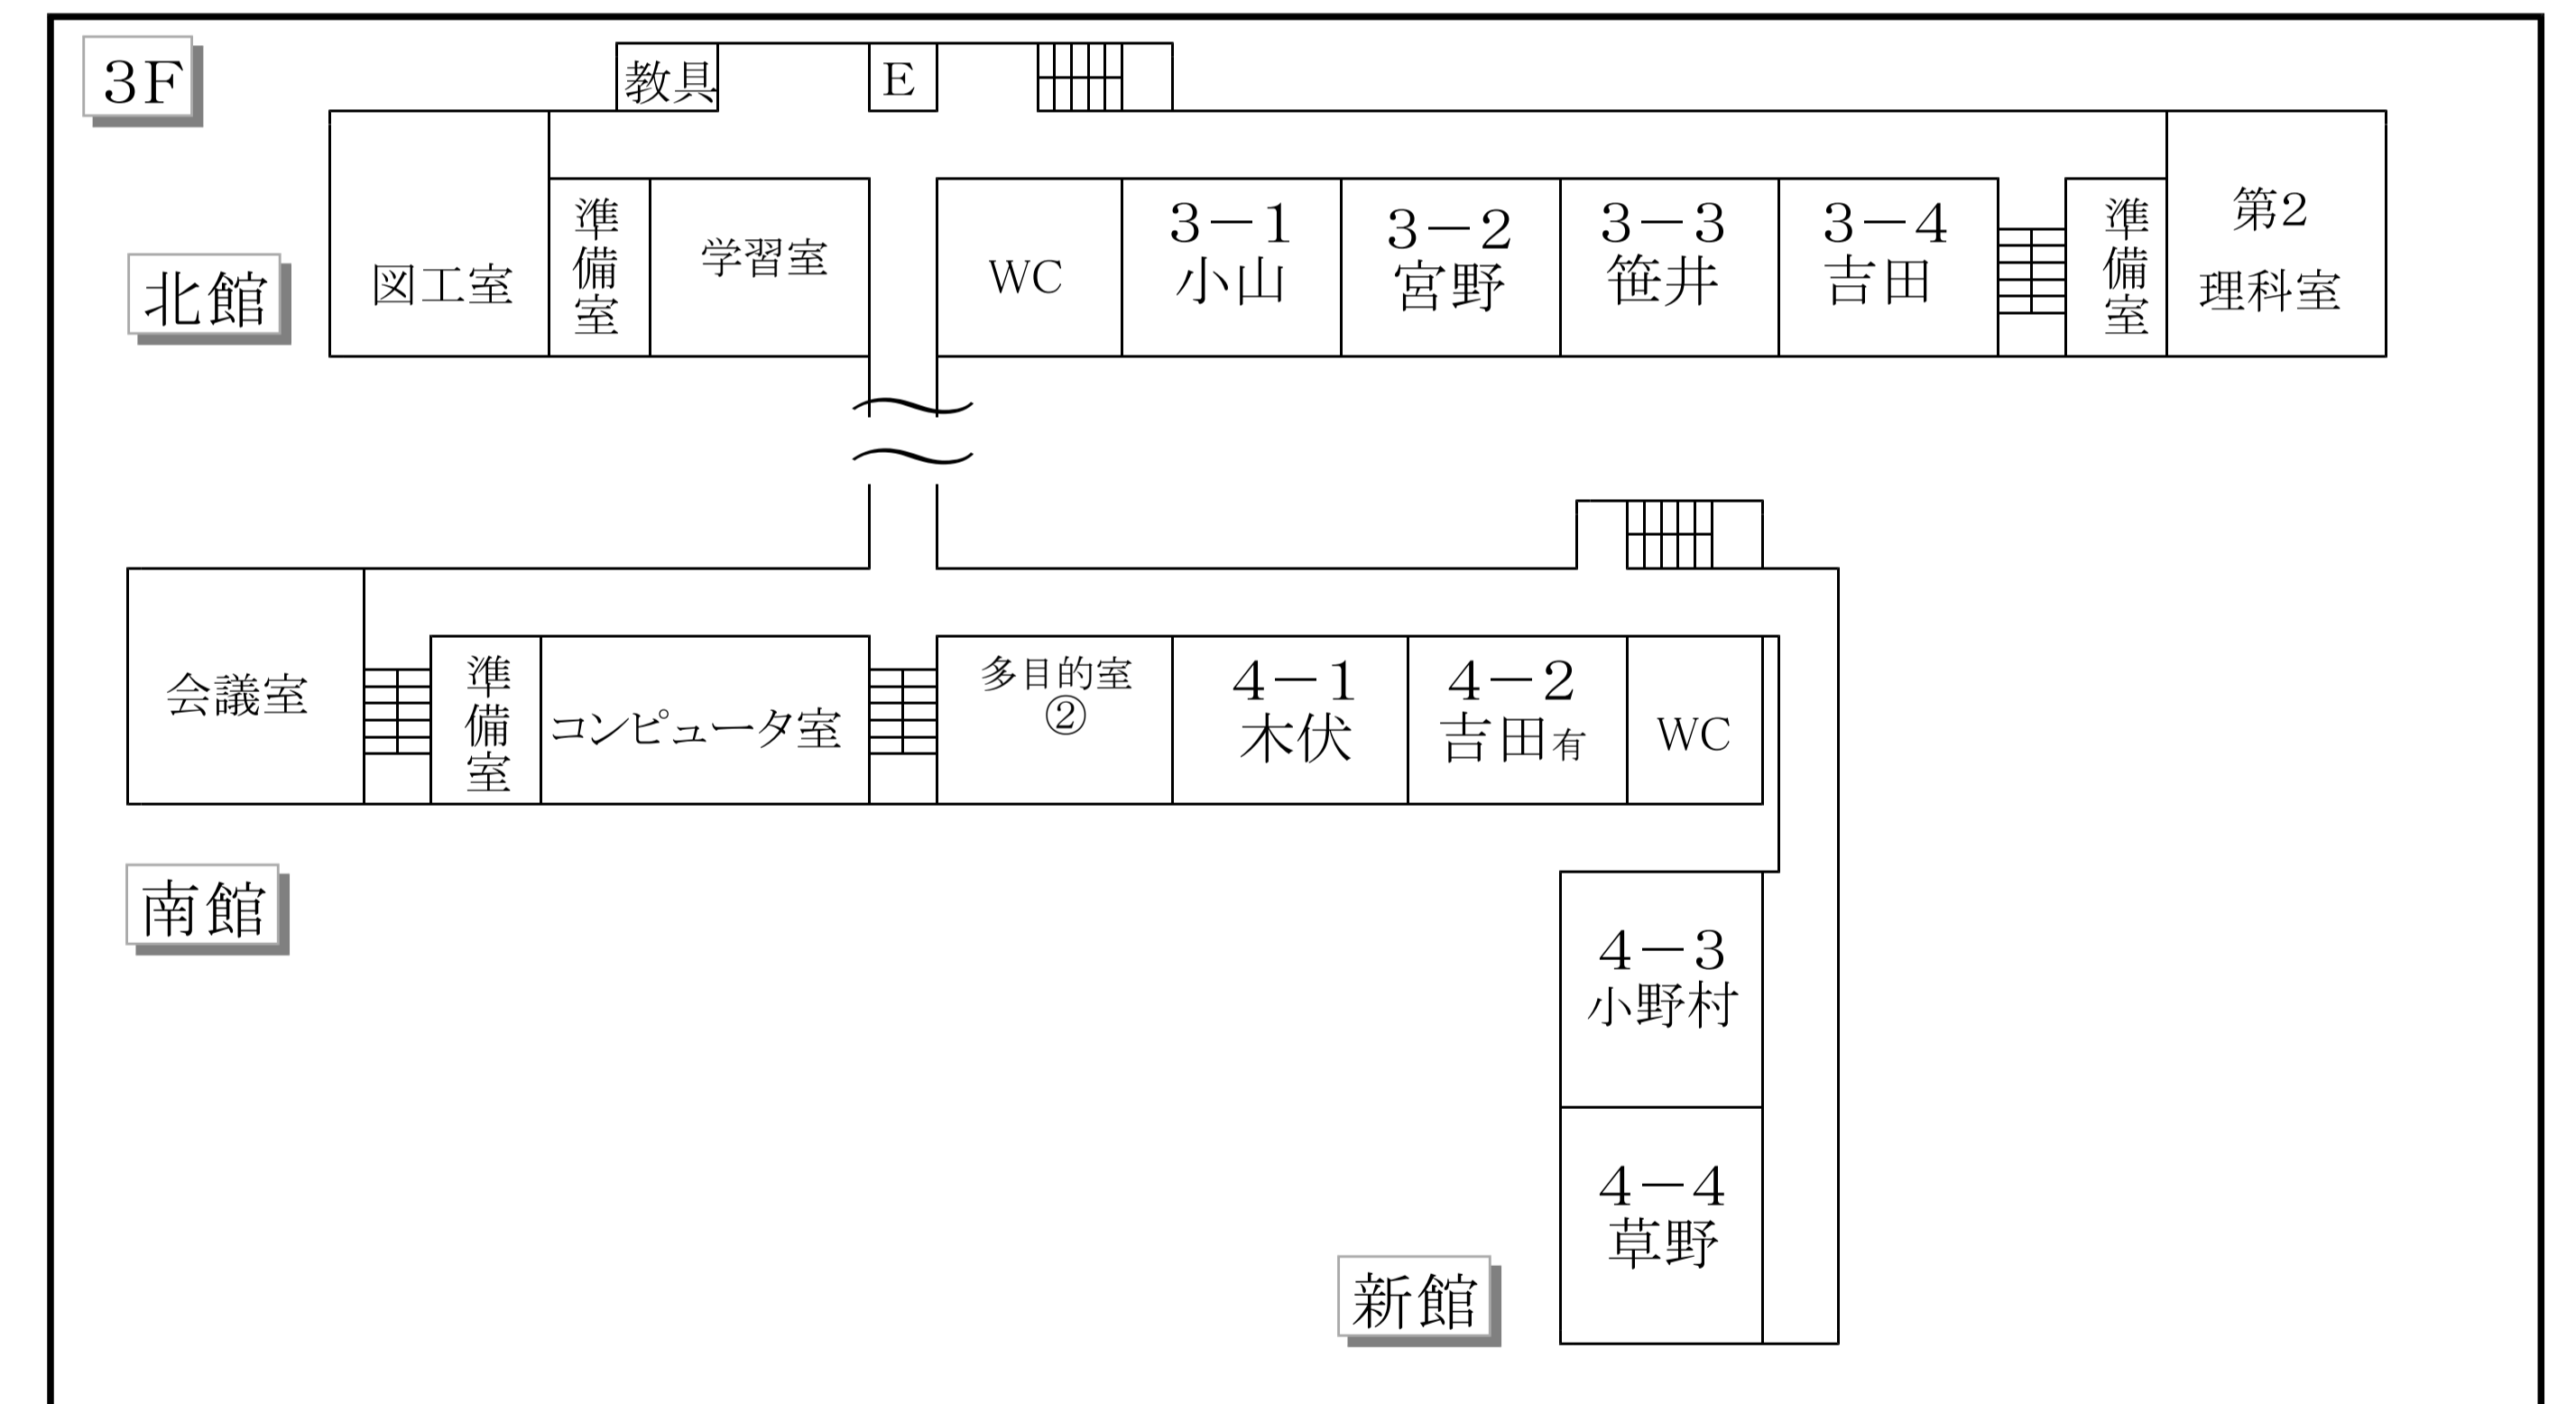 ３Ｆ
教具
E
北館
図工室
準備室
学習室
WC
３－１
小山
３－２
宮野
３－３
笹井
３－４
吉田
準備室
第2
理科室
会議室
準備室
コンピュータ室
多目的室
②
４－１
木伏
４－２
吉田有
WC
南館
４－３
小野村
４－４
草野
新館